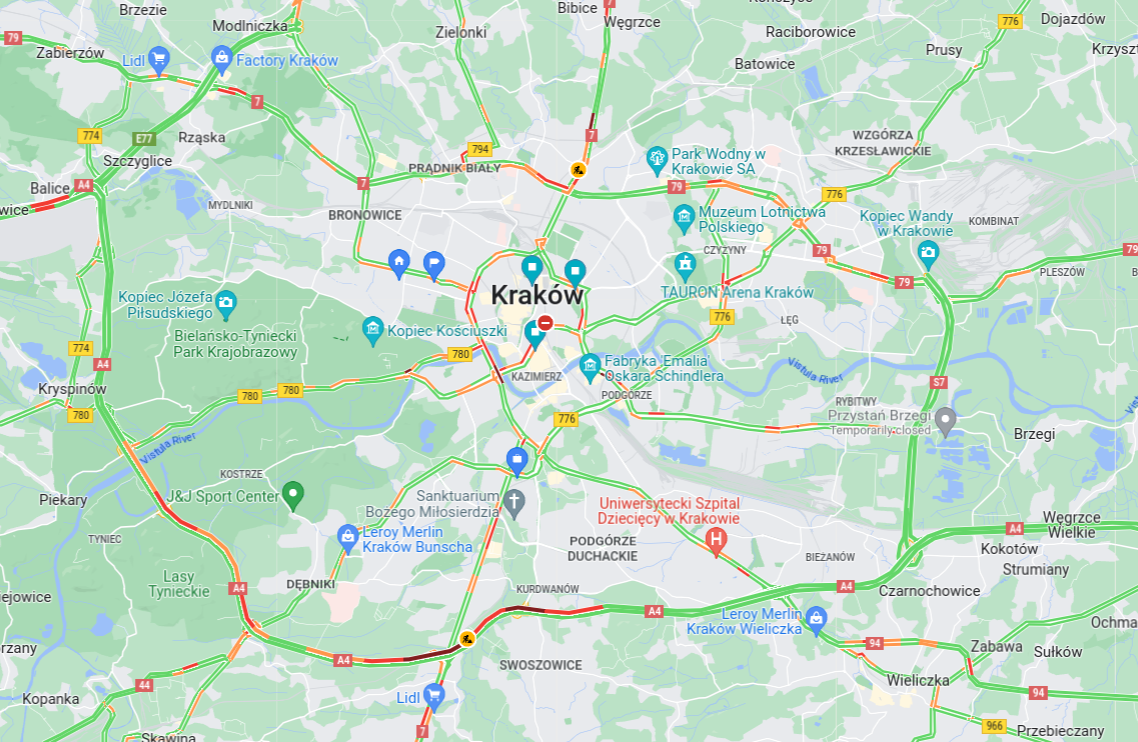 Brzezie
Modlniczka
Zielonki
Bibice
7
Węgrzce
Raciborowice
776
Dojazdów
79
Zabierzów
Lidl
Factory Kraków
Batowice
Prusy
7
774
E77
Rząska
Szczyglice
794
7
WZGÓRZA
KRZESŁAWICKIE
PRĄDNIK BIAŁY
Park Wodny w
Krakowie SA
Balice
A4
7
79
776
MYDLNIKI
BRONOWICE
Muzeum Lotnictwa
Polskiego
Kopiec Wandy
w Krakowie
KOMBINAT
CZYŻYNY
79
79
PLESZÓW
79
TAURON Arena Kraków
Kraków
Kopiec Józefa
Piłsudskiego
776
ŁĘG
Bielańsko-Tyniecki
Park Krajobrazowy
Kopiec Kościuszki
774
A4
780
KAZIMIERZ
Fabryka "Emalia"
Oskara Schindlera
Vistula River
S7
Kryspinów
780
780
PODGÓRZE
RYBITWY
780
776
Przystań Brzegi
Temporarily closed
Brzegi
Vistula River
KOSTRZE
Piekary
J&J Sport Center
Sanktuarium
Bożego Miłosierdzia
Uniwersytecki Szpital
Dziecięcy w Krakowie
A4
Węgrzce
Wielkie
TYNIEC
Leroy Merlin
Kraków Bunscha
PODGÓRZE
DUCHACKIE
BIEŻANÓW
Kokotów
Strumiany
Lasy
Tynieckie
DĘBNIKI
A4
KURDWANÓW
A4
A4
Czarnochowice
Leroy Merlin
Kraków Wieliczka
94
Zabawa
Sułków
A4
SWOSZOWICE
44
Wieliczka
94
Kopanka
Lidl
7
966
Przebieczany
Skawina